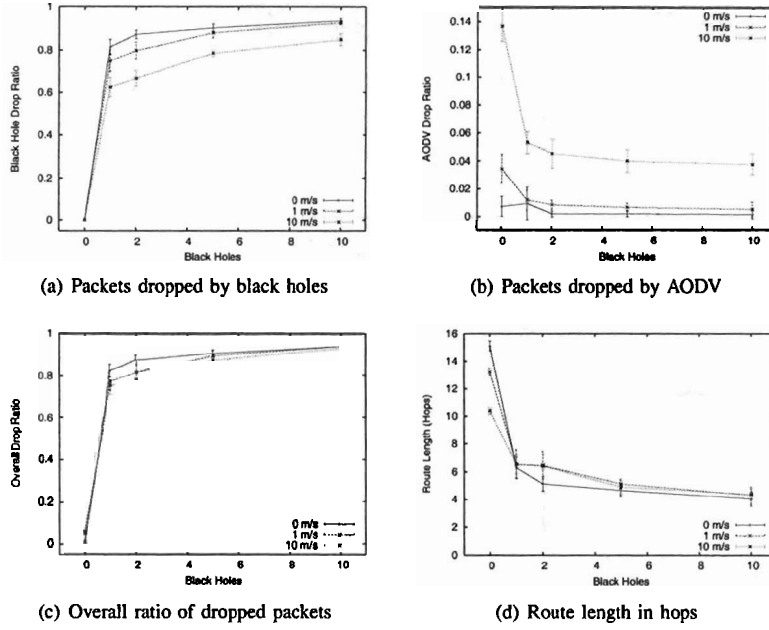 1
0.8
0.6
0.4
0.2
0
Black Hole Drop Ratio
0 m/s
1 m/s
10 m/s
0 2 4 6 8 10
Black Holes
(a) Packets dropped by black holes
0.14
0.12
0.1
0.08
0.06
0.04
0.02
0
AODV Drop Ratio
0 m/s
1 m/s
10 m/s
0 2 4 6 8 10
Black Holes
(b) Packets dropped by AODV
1
0.8
0.6
0.4
0.2
0
Overall Drop Ratio
0 m/s
1 m/s
10 m/s
0 2 4 6 8 10
Black Holes
(c) Overall ratio of dropped packets
16
14
12
10
8
6
4
2
0
Route Length (Hops)
0 m/s
1 m/s
10 m/s
0 2 4 6 8 10
Black Holes
(d) Route length in hops